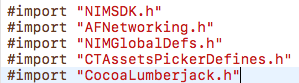 #import "NIMSDK.h"
#import "AFNetworking.h"
#import "NIMGlobalDefs.h"
#import "CTAssetsPickerDefines.h"
#import "CocoaLumberjack.h"